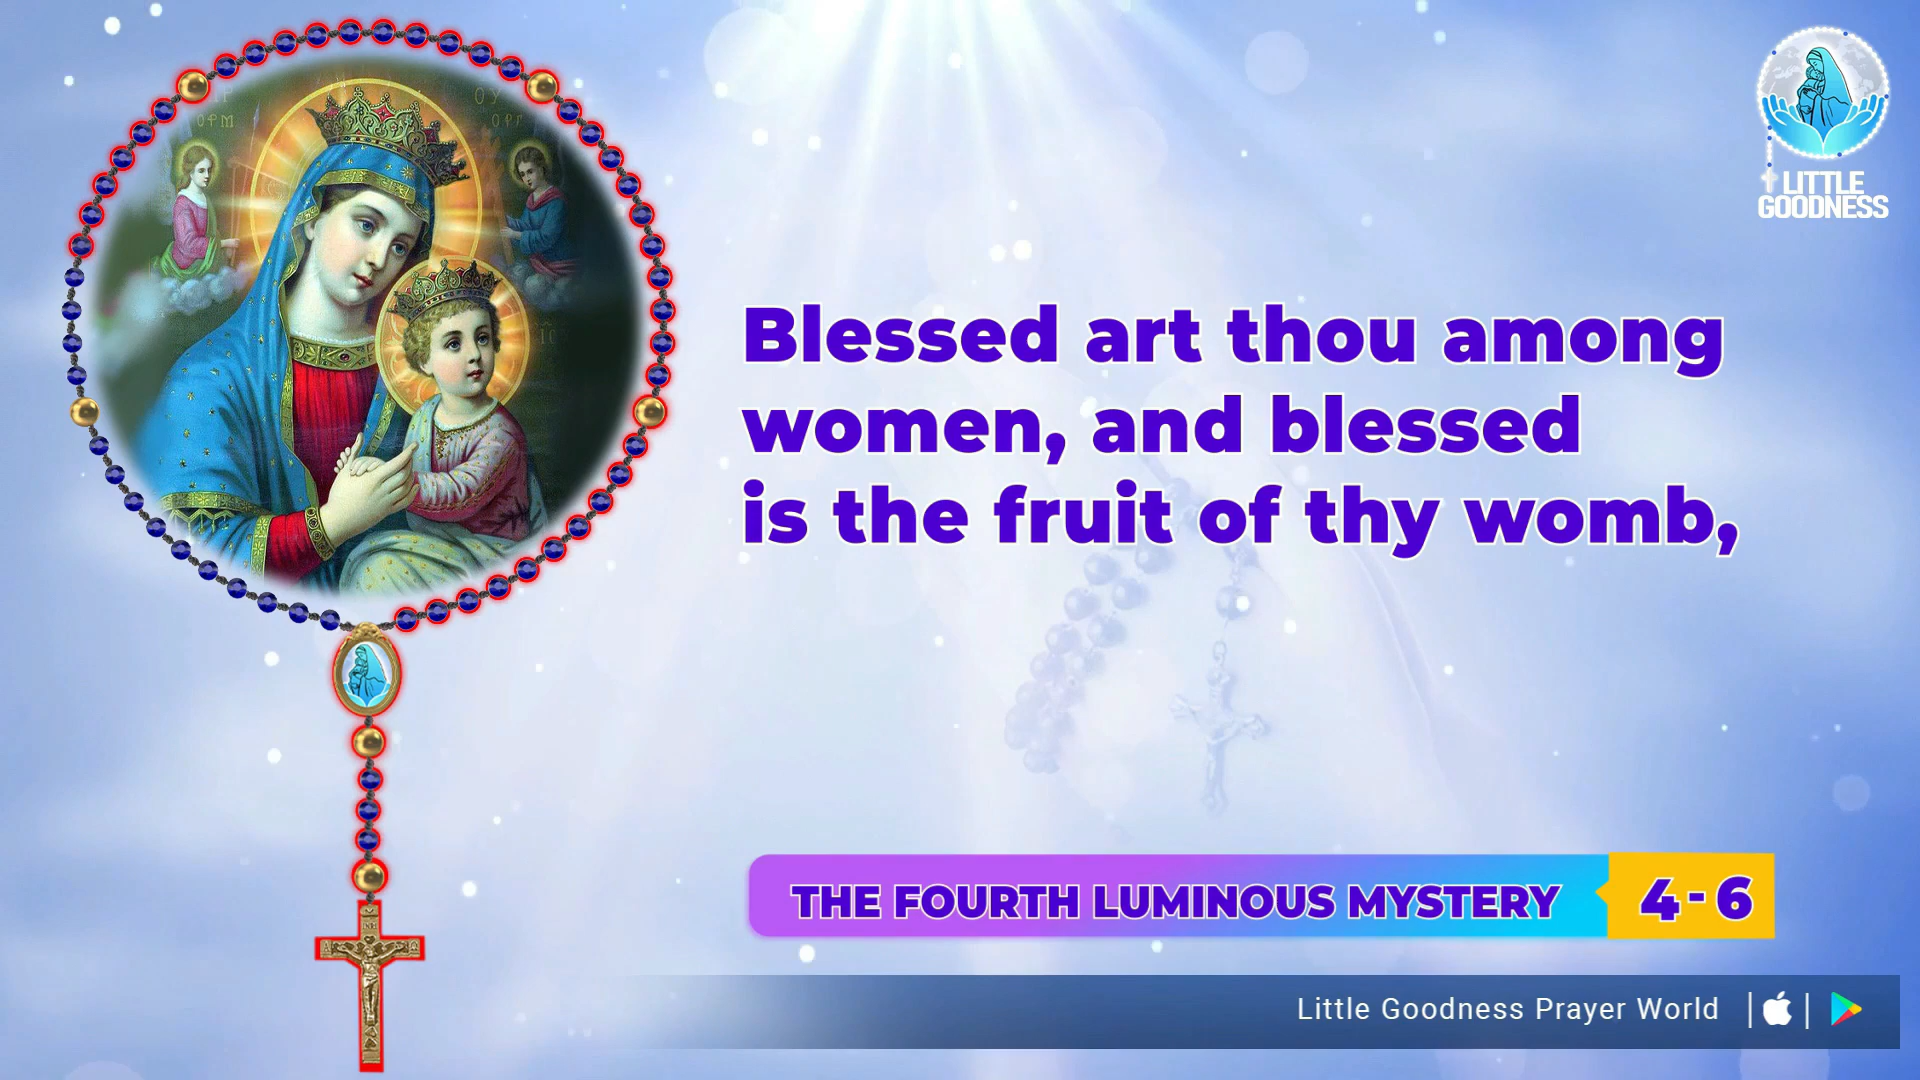 LITTLE
GOODNESS
Blessed art thou among
women, and blessed
is the fruit of thy womb,
THE FOURTH LUMINOUS MYSTERY
4 - 6
Little Goodness Prayer World